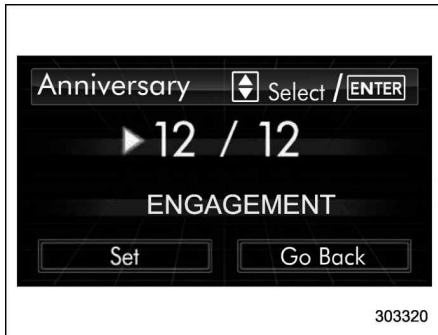 Anniversary Select / ENTER
12 / 12
ENGAGEMENT
Set Go Back
303320